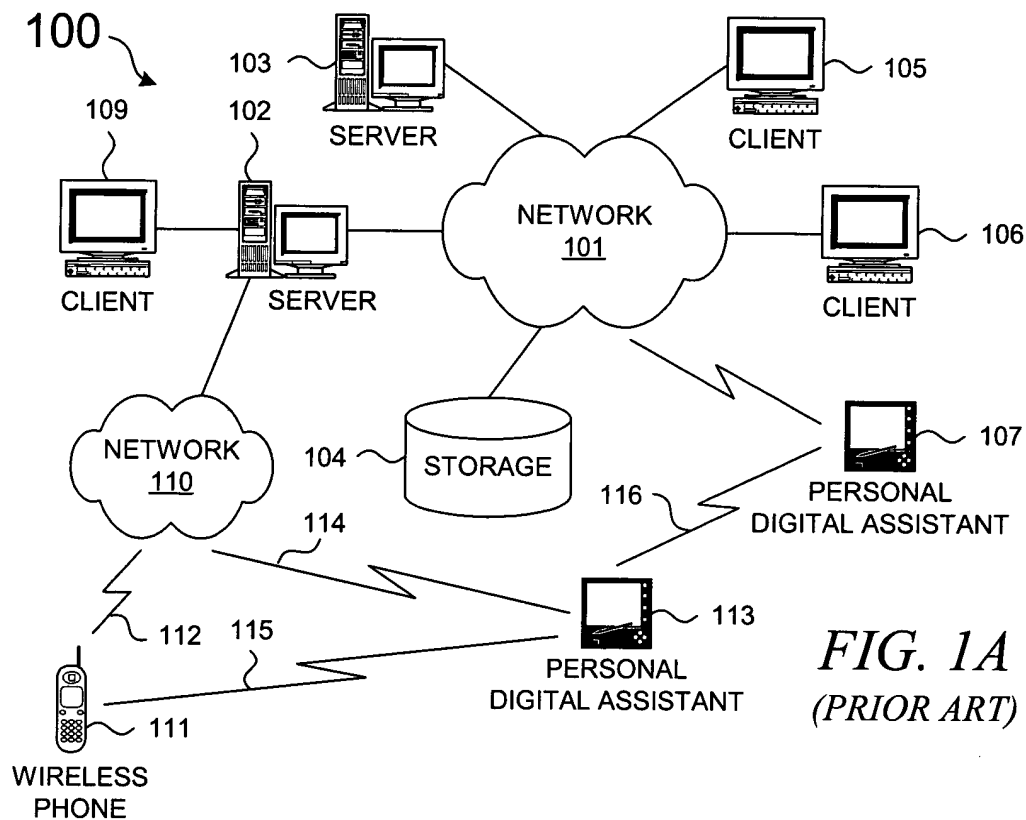 100
103
SERVER
105
CLIENT
109
102
CLIENT
SERVER
NETWORK
101
106
CLIENT
NETWORK
110
104
STORAGE
107
PERSONAL
DIGITAL ASSISTANT
116
114
112
115
113
PERSONAL
DIGITAL ASSISTANT
111
WIRELESS
PHONE
FIG. 1A
(PRIOR ART)